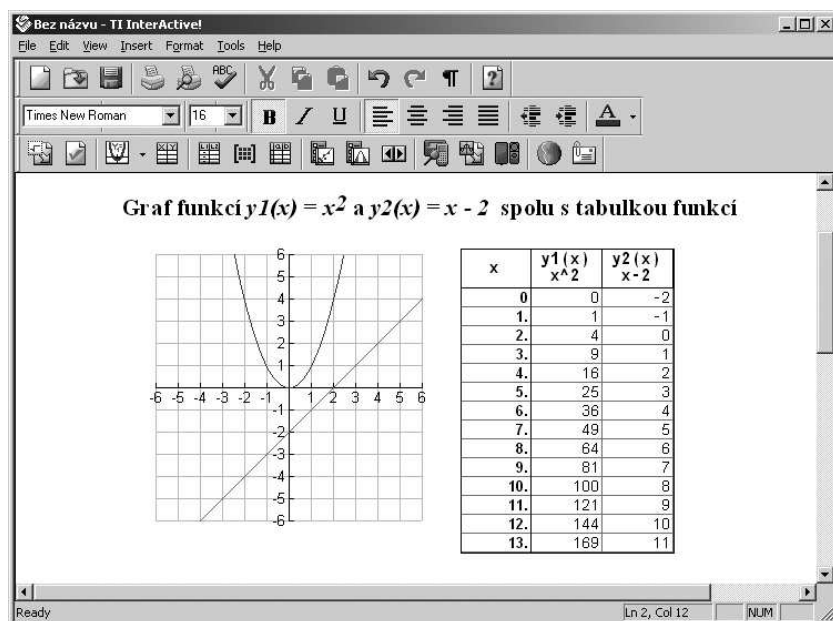 Bez názvu - TI InterActive!
File Edit View Insert Format Tools Help
ABC
Times New Roman 16 B I U A
Graf funkcí y1(x) = x2 a y2(x) = x - 2 spolu s tabulkou funkcí
6
5
4
3
2
1
-6 -5 -4 -3 -2 -1 1 2 3 4 5 6
-1
-2
-3
-4
-5
-6
x y1(x) y2(x)
x^2 x-2
0 0 -2
1. 1 -1
2. 4 0
3. 9 1
4. 16 2
5. 25 3
6. 36 4
7. 49 5
8. 64 6
9. 81 7
10. 100 8
11. 121 9
12. 144 10
13. 169 11
Ready Ln 2, Col 12 NUM